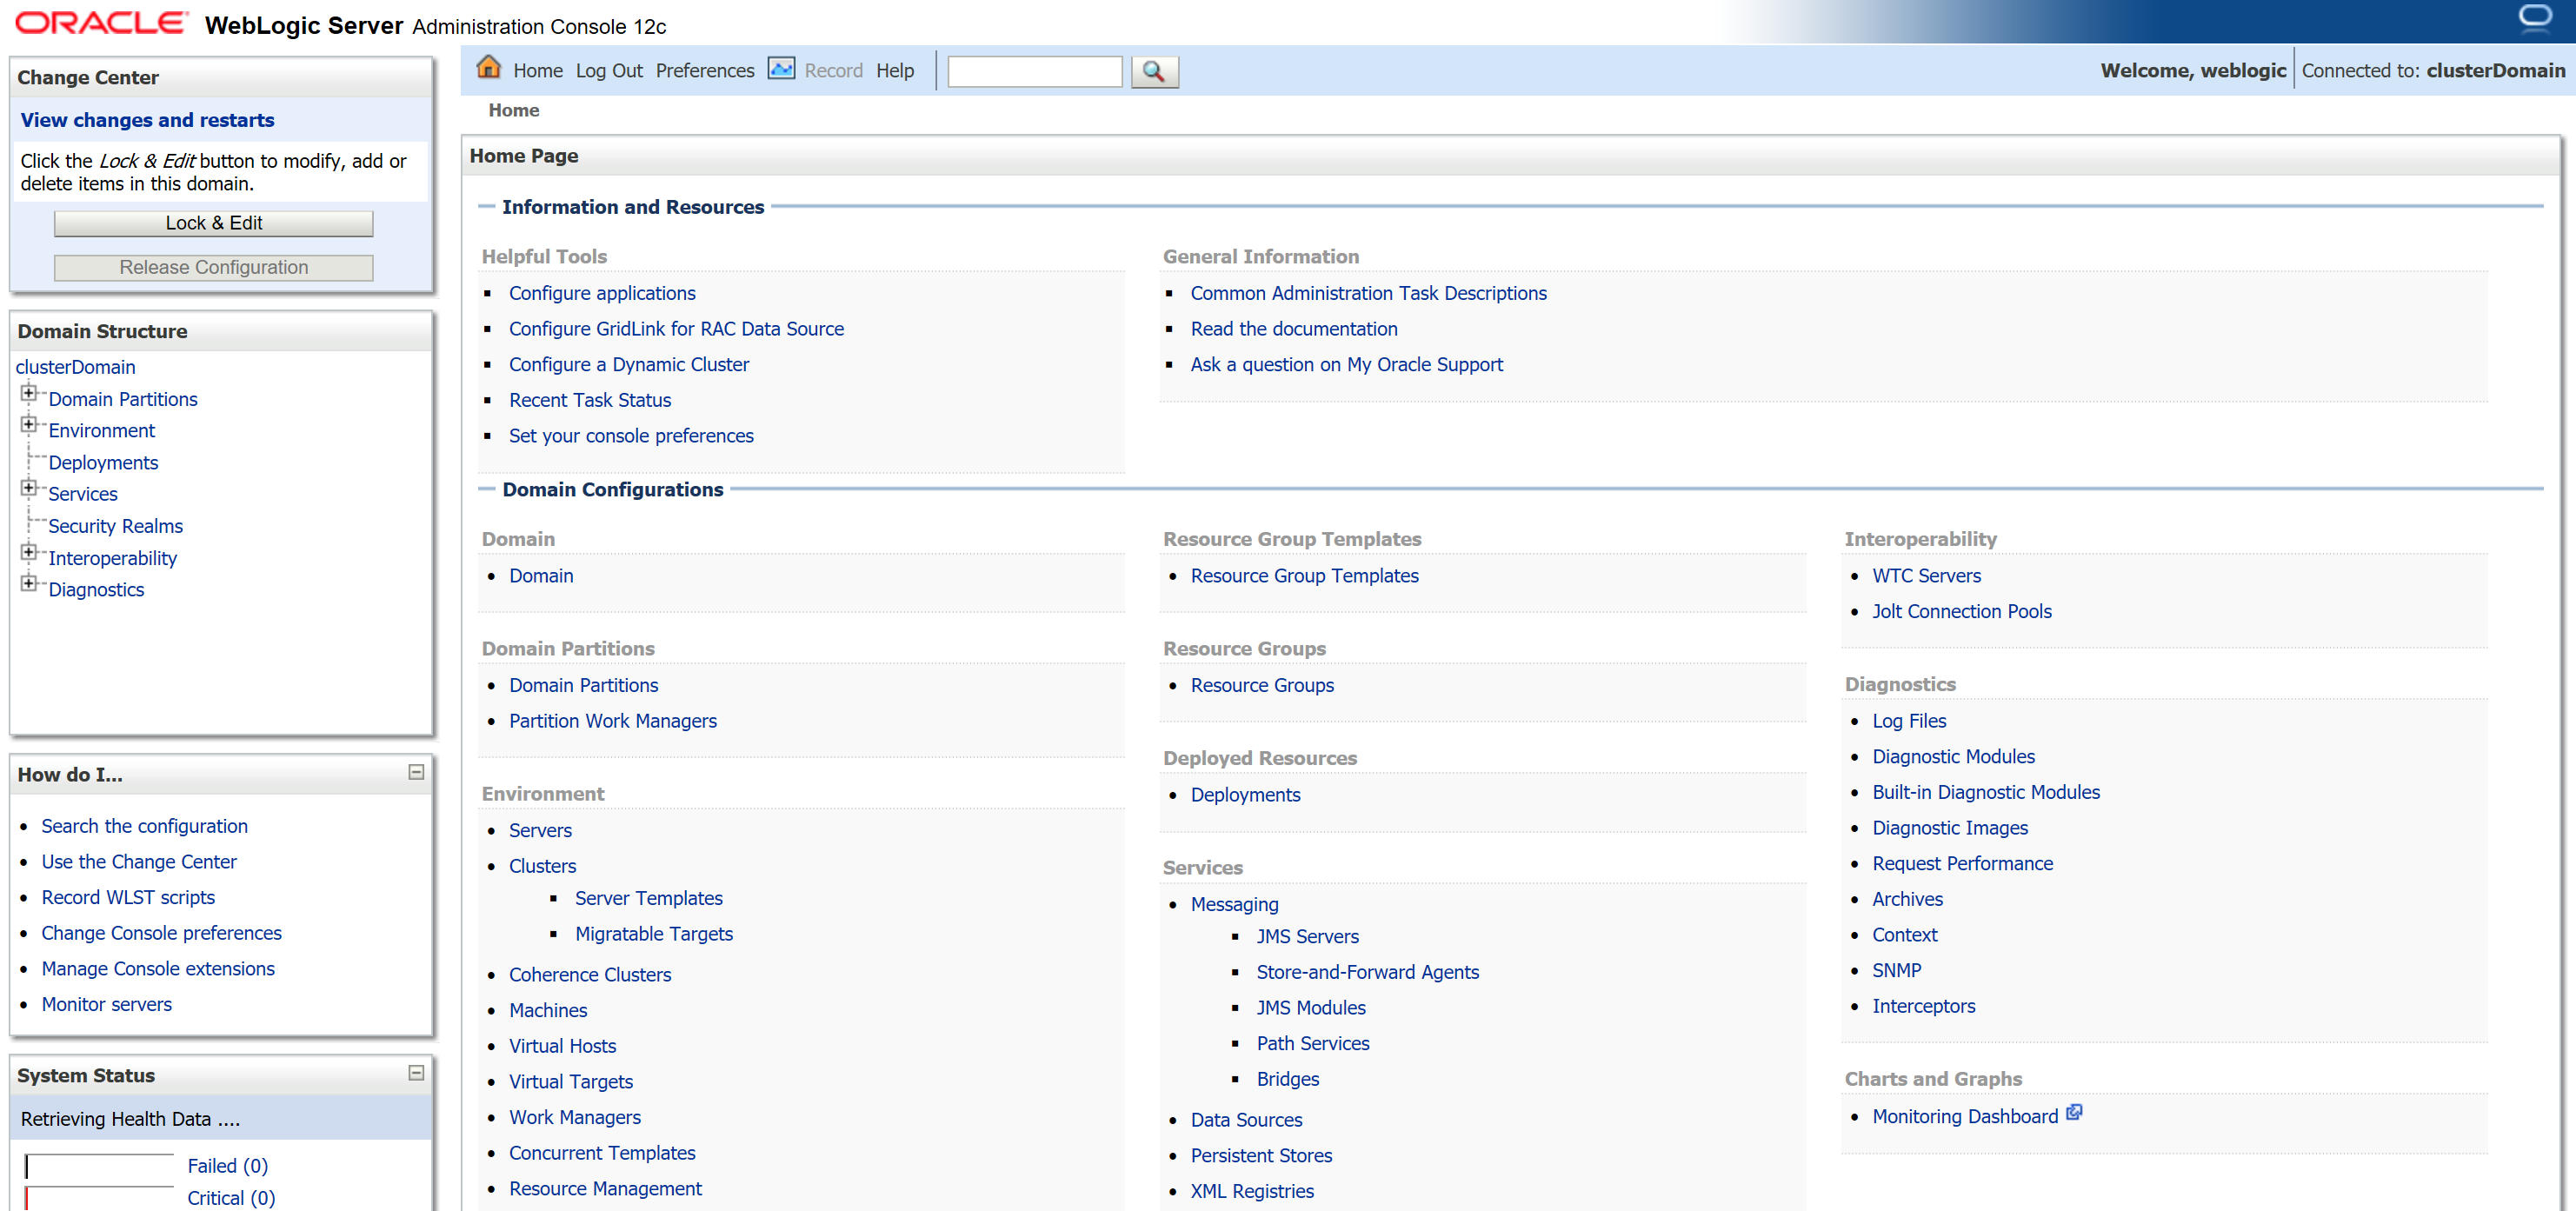 ORACLE WebLogic Server Administration Console 12c
Change Center
View changes and restarts
Click the Lock & Edit button to modify, add or
delete items in this domain.
Lock & Edit
Release Configuration
Domain Structure
clusterDomain
Domain Partitions
Environment
Deployments
Services
Security Realms
Interoperability
Diagnostics
How do I...
Search the configuration
Use the Change Center
Record WLST scripts
Change Console preferences
Manage Console extensions
Monitor servers
System Status
Retrieving Health Data ....
Failed (0)
Critical (0)
Home Log Out Preferences Record Help
Welcome, weblogic Connected to: clusterDomain
Home
Home Page
Information and Resources
Helpful Tools
Configure applications
Configure GridLink for RAC Data Source
Configure a Dynamic Cluster
Recent Task Status
Set your console preferences
General Information
Common Administration Task Descriptions
Read the documentation
Ask a question on My Oracle Support
Domain Configurations
Domain
Domain
Domain Partitions
Domain Partitions
Partition Work Managers
Environment
Servers
Clusters
Server Templates
Migratable Targets
Coherence Clusters
Machines
Virtual Hosts
Virtual Targets
Work Managers
Concurrent Templates
Resource Management
Resource Group Templates
Resource Group Templates
Resource Groups
Resource Groups
Deployed Resources
Deployments
Services
Messaging
JMS Servers
Store-and-Forward Agents
JMS Modules
Path Services
Bridges
Data Sources
Persistent Stores
XML Registries
Interoperability
WTC Servers
Jolt Connection Pools
Diagnostics
Log Files
Diagnostic Modules
Built-in Diagnostic Modules
Diagnostic Images
Request Performance
Archives
Context
SNMP
Interceptors
Charts and Graphs
Monitoring Dashboard